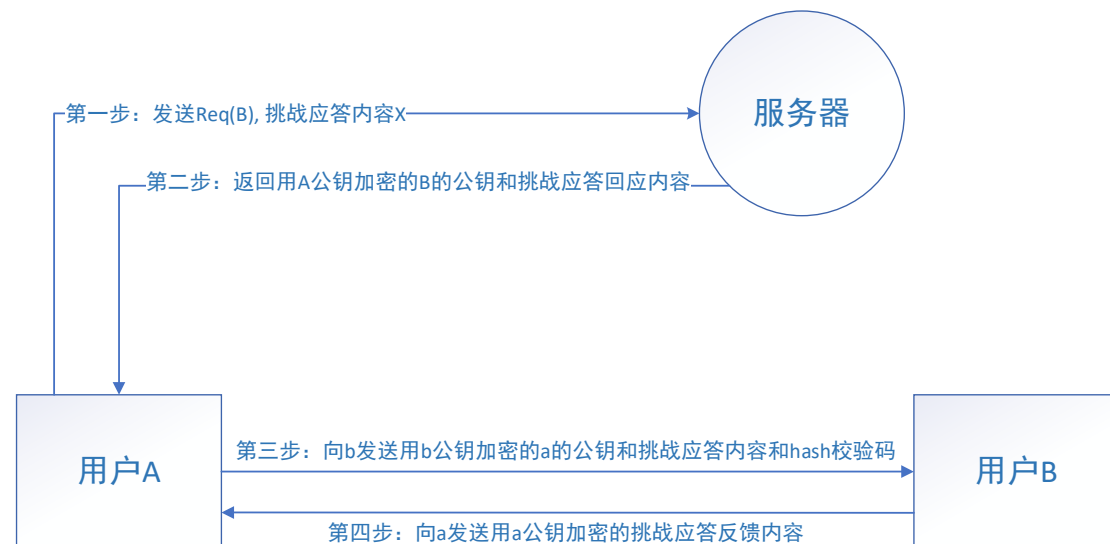 第一步：发送Req(B), 挑战应答内容X
服务器
第二步：返回用A公钥加密的B的公钥和挑战应答回应内容
用户A
第三步：向b发送用b公钥加密的a的公钥和挑战应答内容和hash校验码
用户B
第四步：向a发送用a公钥加密的挑战应答反馈内容